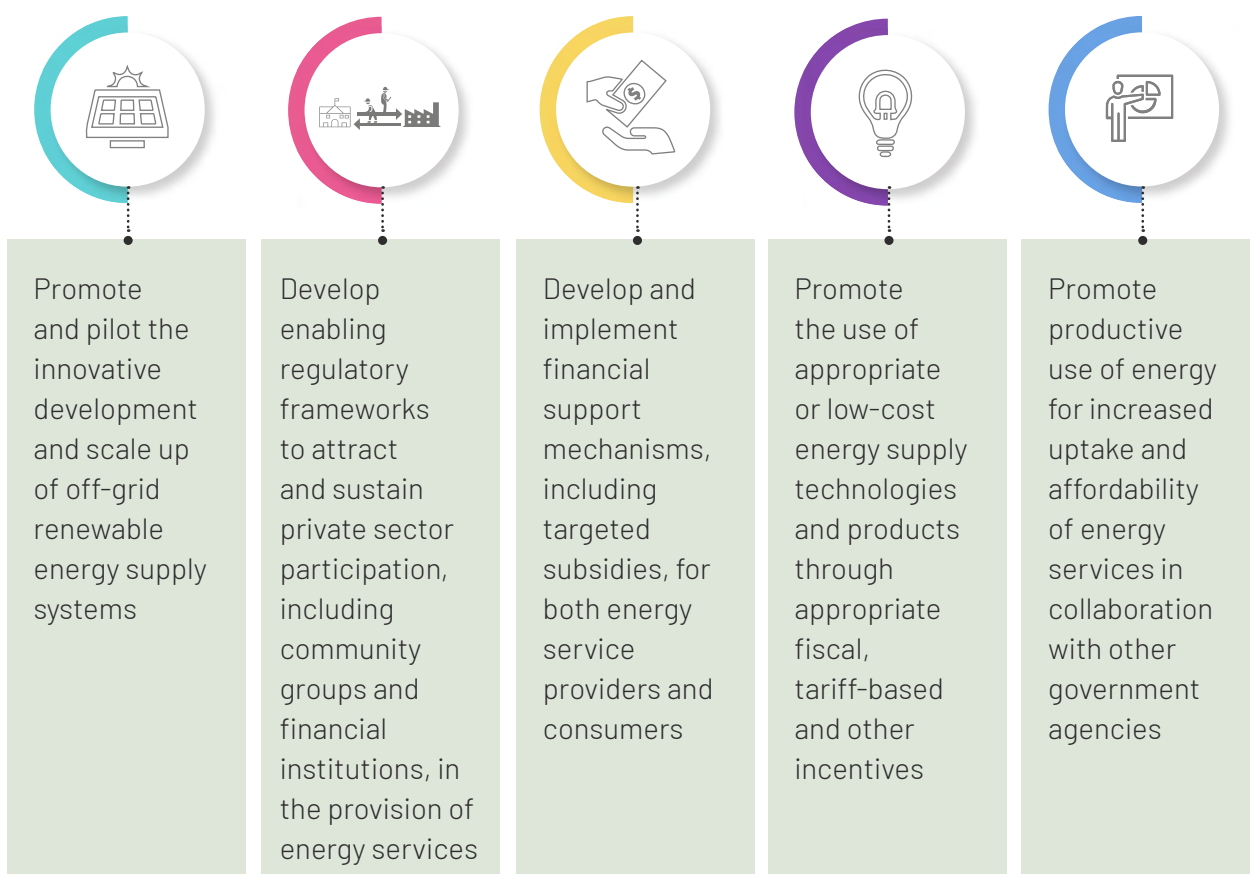 Promote
and pilot the
innovative
development
and scale up
of off-grid
renewable
energy supply
systems
Develop
enabling
regulatory
frameworks
to attract
and sustain
private sector
participation,
including
community
groups and
financial
institutions, in
the provision of
energy services
Develop and
implement
financial
support
mechanisms,
including
targeted
subsidies, for
both energy
service
providers and
consumers
Promote
the use of
appropriate
or low-cost
energy supply
technologies
and products
through
appropriate
fiscal,
tariff-based
and other
incentives
Promote
productive
use of energy
for increased
uptake and
affordability
of energy
services in
collaboration
with other
government
agencies